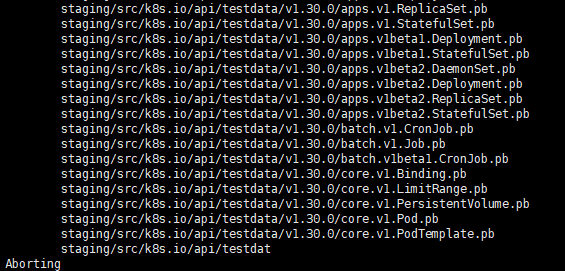 staging/src/k8s.io/api/testdata/v1.30.0/apps.v1.ReplicaSet.pb
staging/src/k8s.io/api/testdata/v1.30.0/apps.v1.StatefulSet.pb
staging/src/k8s.io/api/testdata/v1.30.0/apps.v1beta1.Deployment.pb
staging/src/k8s.io/api/testdata/v1.30.0/apps.v1beta1.StatefulSet.pb
staging/src/k8s.io/api/testdata/v1.30.0/apps.v1beta2.DaemonSet.pb
staging/src/k8s.io/api/testdata/v1.30.0/apps.v1beta2.Deployment.pb
staging/src/k8s.io/api/testdata/v1.30.0/apps.v1beta2.ReplicaSet.pb
staging/src/k8s.io/api/testdata/v1.30.0/apps.v1beta2.StatefulSet.pb
staging/src/k8s.io/api/testdata/v1.30.0/batch.v1.CronJob.pb
staging/src/k8s.io/api/testdata/v1.30.0/batch.v1.Job.pb
staging/src/k8s.io/api/testdata/v1.30.0/batch.v1beta1.CronJob.pb
staging/src/k8s.io/api/testdata/v1.30.0/core.v1.Binding.pb
staging/src/k8s.io/api/testdata/v1.30.0/core.v1.LimitRange.pb
staging/src/k8s.io/api/testdata/v1.30.0/core.v1.PersistentVolume.pb
staging/src/k8s.io/api/testdata/v1.30.0/core.v1.Pod.pb
staging/src/k8s.io/api/testdata/v1.30.0/core.v1.PodTemplate.pb
staging/src/k8s.io/api/testdat
Aborting